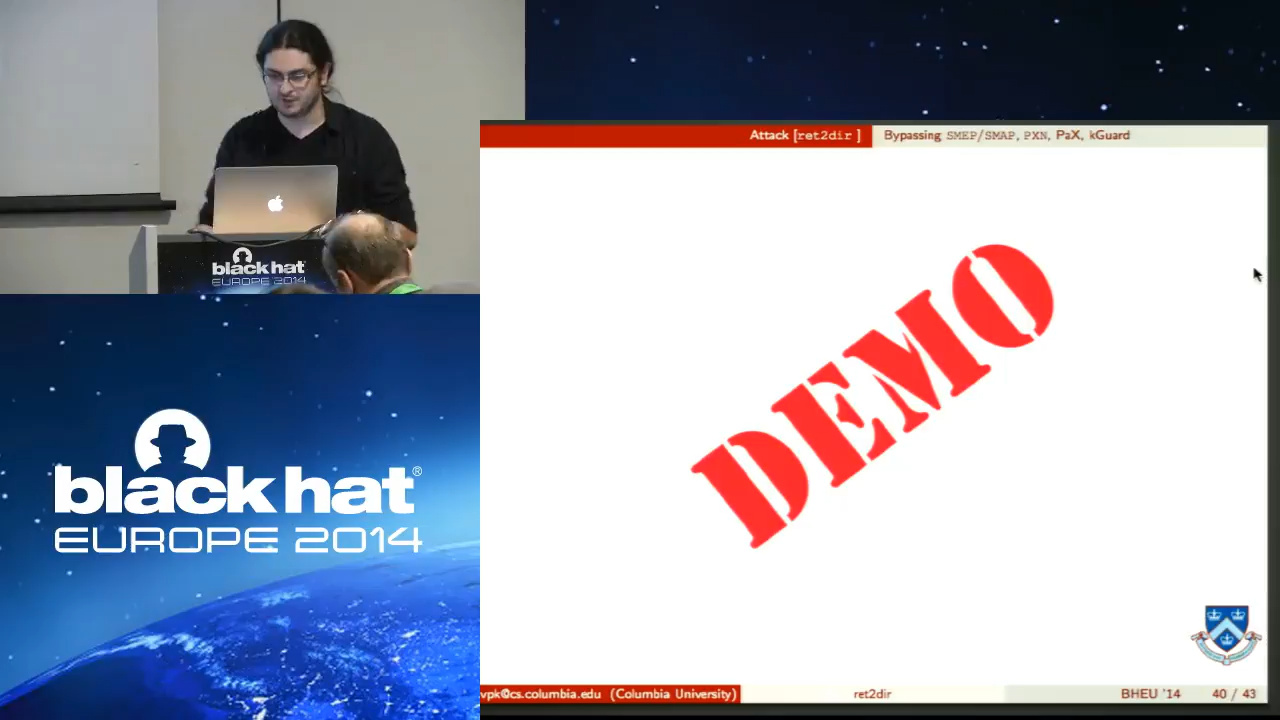 Attack [ret2dir ] Bypassing SMEP/SMAP, PXN, PaX, kGuard
black hat
EUROPE 2014
DEMO
black hat®
EUROPE 2014
vpk@cs.columbia.edu (Columbia University) ret2dir BHEU '14 40 / 43